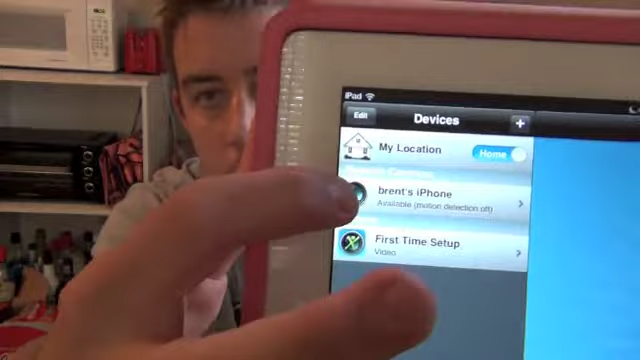 iPad
Edit
Devices
+
My Location
Home
brent's iPhone
Available (motion detection off)
First Time Setup
Video